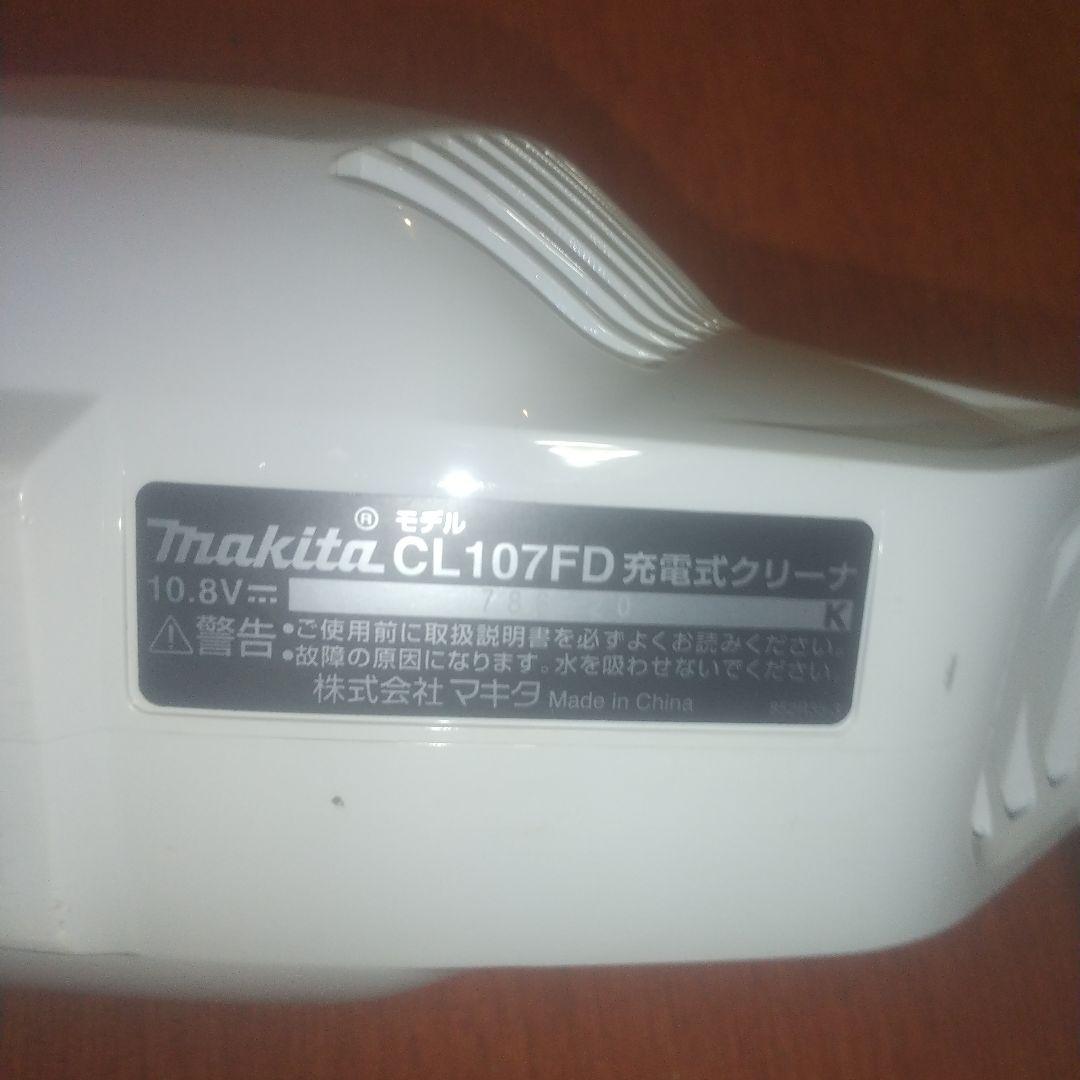 makita® モデル CL107FD 充電式クリーナ
10.8V K
⚠警告 •ご使用前に取扱説明書を必ずよくお読みください。
•故障の原因になります。水を吸わせないでください。
株式会社マキタ Made in China